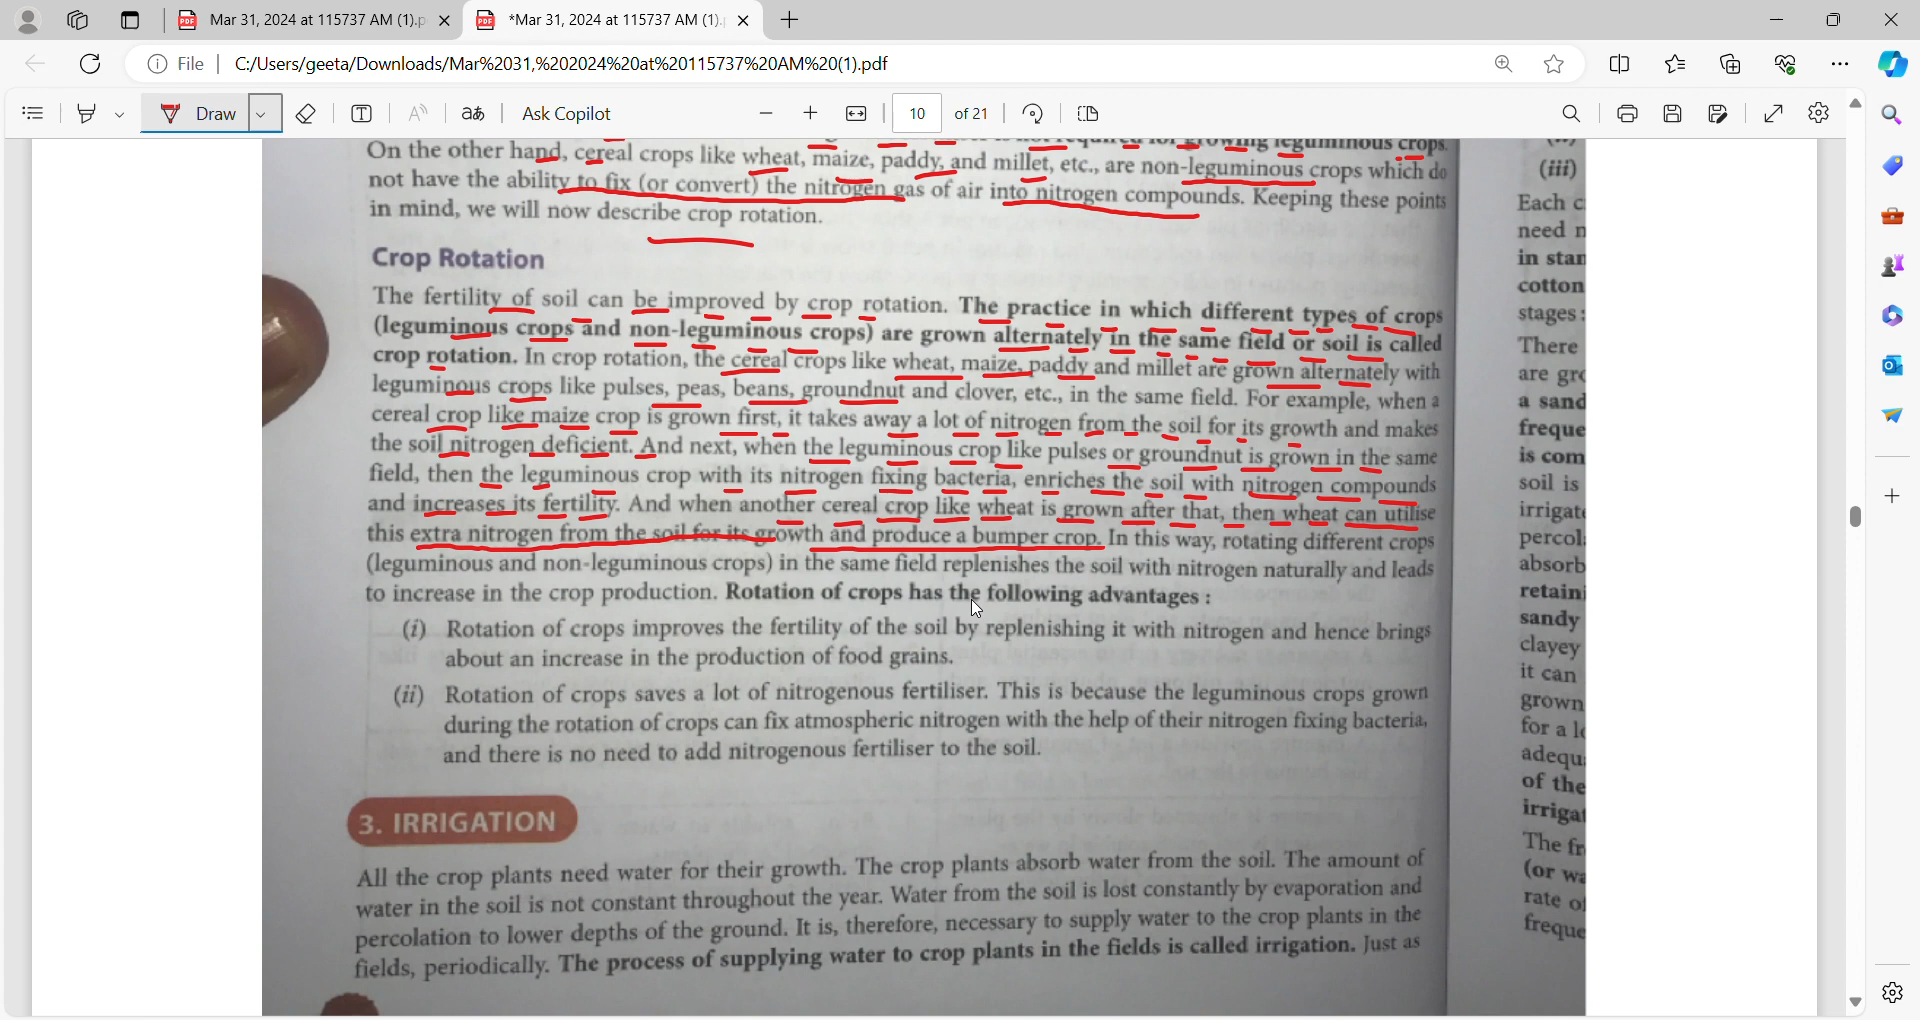 Mar 31, 2024 at 115737 AM (1).p
*Mar 31, 2024 at 115737 AM (1).
File
C:/Users/geeta/Downloads/Mar%2031,%202024%20at%20115737%20AM%20(1).pdf
Draw
Ask Copilot
10
of 21
growing leguminous crops.
On the other hand, cereal crops like wheat, maize, paddy, and millet, etc., are non-leguminous crops which do
not have the ability to fix (or convert) the nitrogen gas of air into nitrogen compounds. Keeping these points
in mind, we will now describe crop rotation.
Crop Rotation
The fertility of soil can be improved by crop rotation. The practice in which different types of crops
(leguminous crops and non-leguminous crops) are grown alternately in the same field or soil is called
crop rotation. In crop rotation, the cereal crops like wheat, maize, paddy and millet are grown alternately with
leguminous crops like pulses, peas, beans, groundnut and clover, etc., in the same field. For example, when a
cereal crop like maize crop is grown first, it takes away a lot of nitrogen from the soil for its growth and makes
the soil nitrogen deficient. And next, when the leguminous crop like pulses or groundnut is grown in the same
field, then the leguminous crop with its nitrogen fixing bacteria, enriches the soil with nitrogen compounds
and increases its fertility. And when another cereal crop like wheat is grown after that, then wheat can utilise
this extra nitrogen from the soil for its growth and produce a bumper crop. In this way, rotating different crops
(leguminous and non-leguminous crops) in the same field replenishes the soil with nitrogen naturally and leads
to increase in the crop production. Rotation of crops has the following advantages :
(i) Rotation of crops improves the fertility of the soil by replenishing it with nitrogen and hence brings
about an increase in the production of food grains.
(ii) Rotation of crops saves a lot of nitrogenous fertiliser. This is because the leguminous crops grown
during the rotation of crops can fix atmospheric nitrogen with the help of their nitrogen fixing bacteria,
and there is no need to add nitrogenous fertiliser to the soil.
3. IRRIGATION
All the crop plants need water for their growth. The crop plants absorb water from the soil. The amount of
water in the soil is not constant throughout the year. Water from the soil is lost constantly by evaporation and
percolation to lower depths of the ground. It is, therefore, necessary to supply water to the crop plants in the
fields, periodically. The process of supplying water to crop plants in the fields is called irrigation. Just as
(iii)
Each c
need n
in stan
cotton
stages :
There
are gro
a sand
freque
is com
soil is
irrigate
percol
absorb
retaini
sandy
clayey
it can
grown
for a lo
adequ
of the
irrigat
The fr
(or wa
rate o
freque